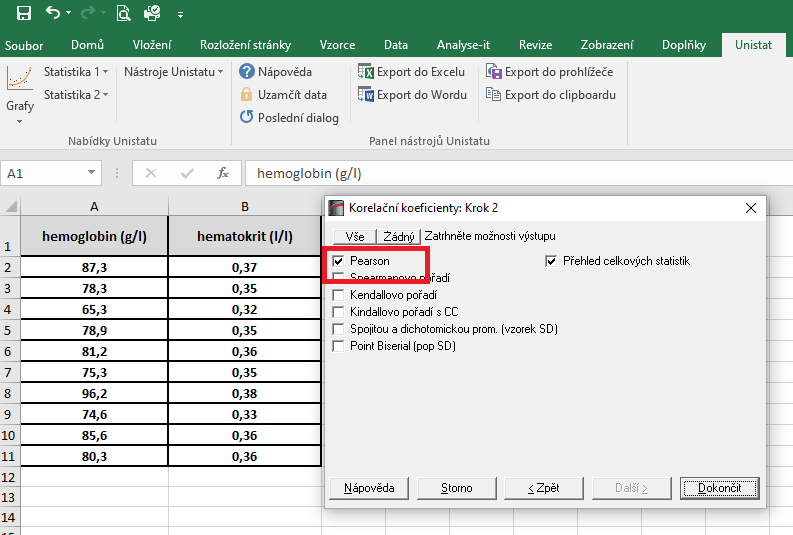 Soubor Domů Vložení Rozložení stránky Vzorce Data Analyse-it Revize Zobrazení Doplňky Unistat
Statistika 1 Nástroje Unistatu Nápověda Export do Excelu Export do prohlížeče
Grafy Statistika 2 Uzamčít data Export do Wordu Export do clipboardu
Poslední dialog
Nabídky Unistatu Panel nástrojů Unistatu
A1 fx hemoglobin (g/l)
A B
1 hemoglobin (g/l) hematokrit (l/l)
2 87,3 0,37
3 78,3 0,35
4 65,3 0,32
5 78,9 0,35
6 81,2 0,36
7 75,3 0,35
8 96,2 0,38
9 74,6 0,33
10 85,6 0,36
11 80,3 0,36
12
13
14
Korelační koeficienty: Krok 2
Vše Žádný Zatrhněte možnosti výstupu
Pearson Přehled celkových statistik
Spearmanovo pořadí
Kendallovo pořadí
Kindallovo pořadí s CC
Spojitou a dichotomickou prom. (vzorek SD)
Point Biserial (pop SD)
Nápověda Storno < Zpět Další > Dokončit